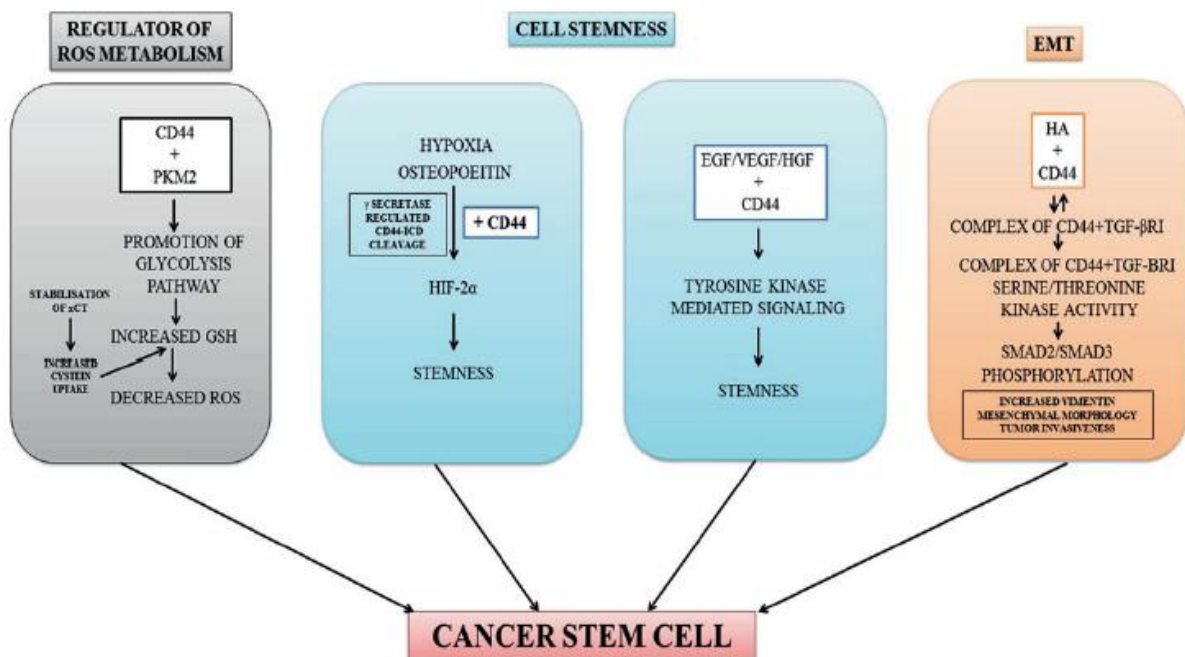 REGULATOR OF
ROS METABOLISM
CELL STEMNESS
EMT
CD44
+
PKM2
PROMOTION OF
GLYCOLYSIS
PATHWAY
STABILISATION
OF xCT
INCREASED GSH
INCREASED
CYSTEIN
UPTAKE
DECREASED ROS
HYPOXIA
OSTEOPOEITIN
γ SECRETASE
REGULATED
CD44-ICD
CLEAVAGE
+ CD44
HIF-2α
STEMNESS
EGF/VEGF/HGF
+
CD44
TYROSINE KINASE
MEDIATED SIGNALING
STEMNESS
HA
+
CD44
COMPLEX OF CD44+TGF-βRI
COMPLEX OF CD44+TGF-BRI
SERINE/THREONINE
KINASE ACTIVITY
SMAD2/SMAD3
PHOSPHORYLATION
INCREASED VIMENTIN
MESENCHYMAL MORPHOLOGY
TUMOR INVASIVENESS
CANCER STEM CELL